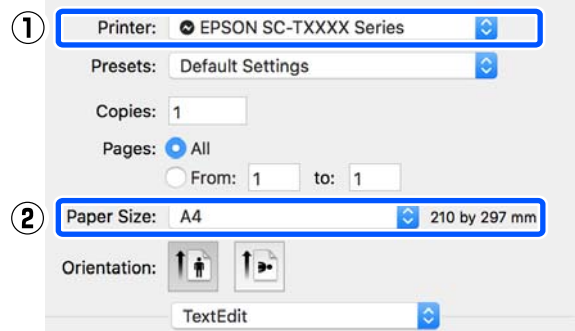 ① Printer: EPSON SC-TXXXX Series
Presets: Default Settings
Copies: 1
Pages: All
From: 1 to: 1
② Paper Size: A4 210 by 297 mm
Orientation:
TextEdit